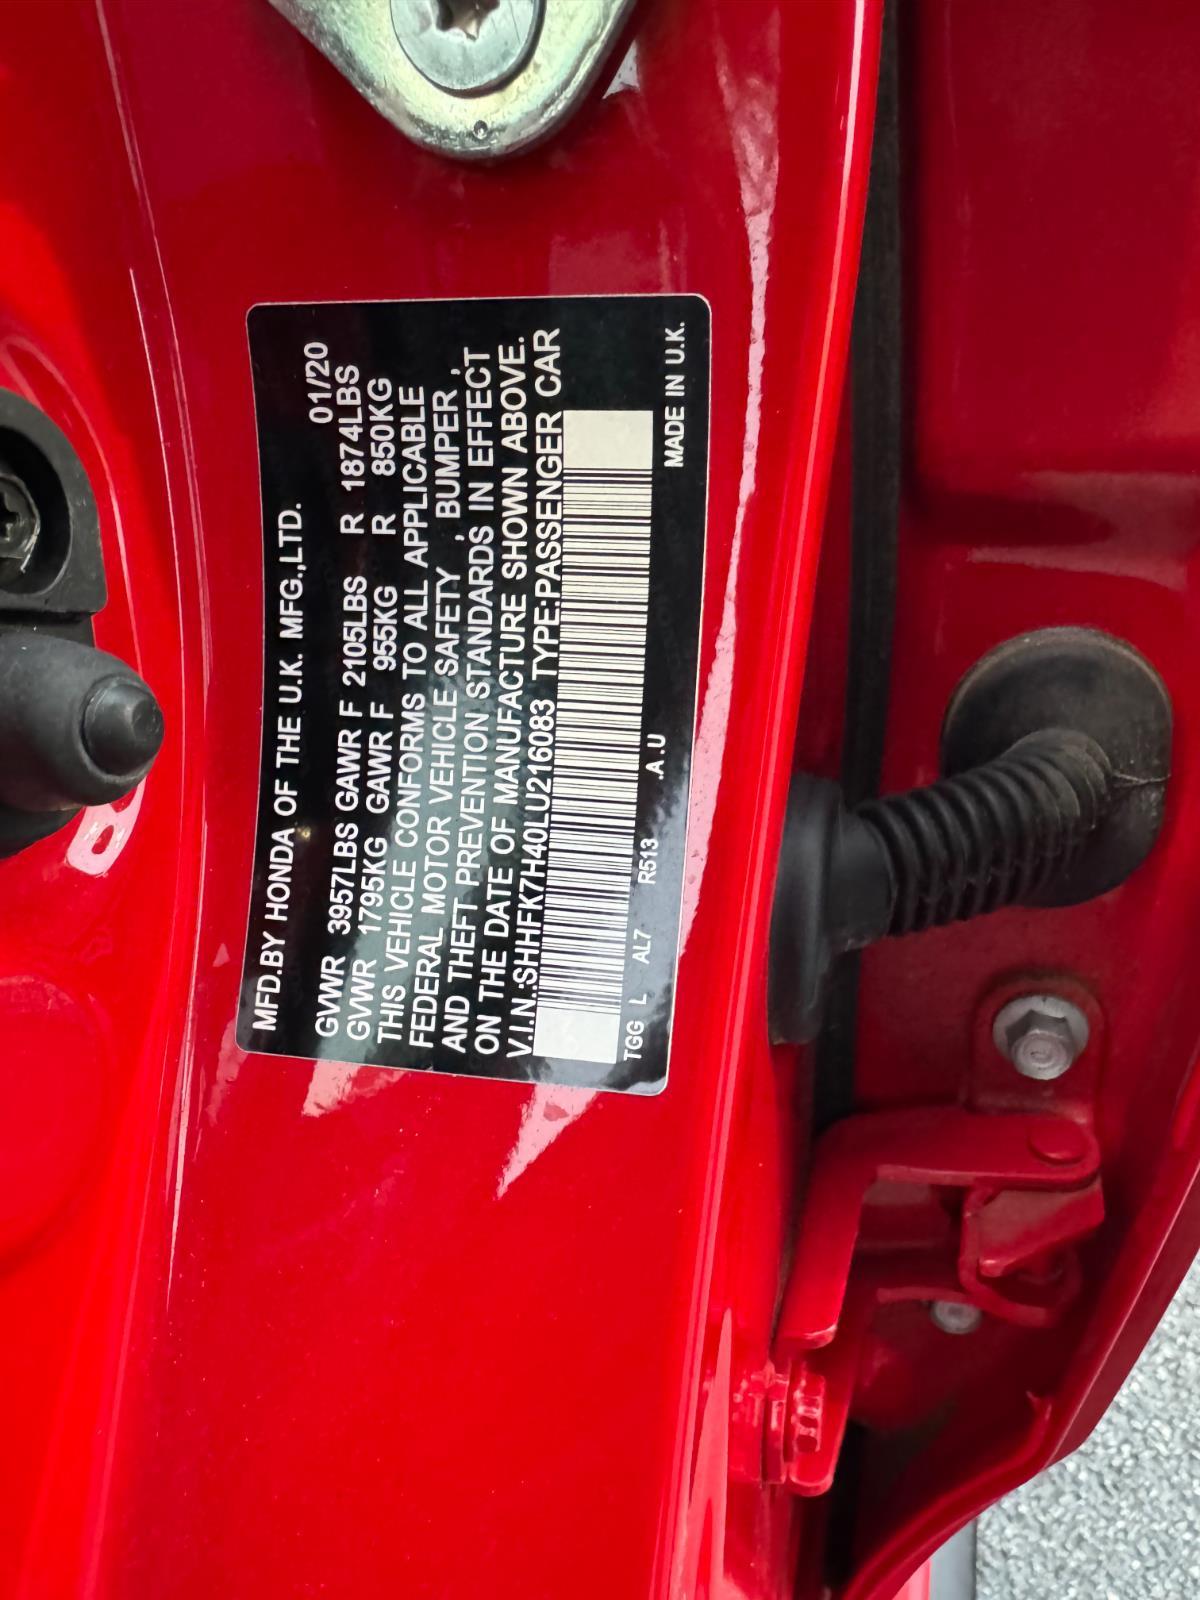 MFD.BY HONDA OF THE U.K. MFG.,LTD.
01/20
GVWR 3957LBS GAWR F 2105LBS R 1874LBS
GVWR 1795KG GAWR F 955KG R 850KG
THIS VEHICLE CONFORMS TO ALL APPLICABLE
FEDERAL MOTOR VEHICLE SAFETY , BUMPER ,
AND THEFT PREVENTION STANDARDS IN EFFECT
ON THE DATE OF MANUFACTURE SHOWN ABOVE.
V.I.N.:SHHFK7H40LU216083 TYPE:PASSENGER CAR
TGG L AL7 R513 .A.U MADE IN U.K.